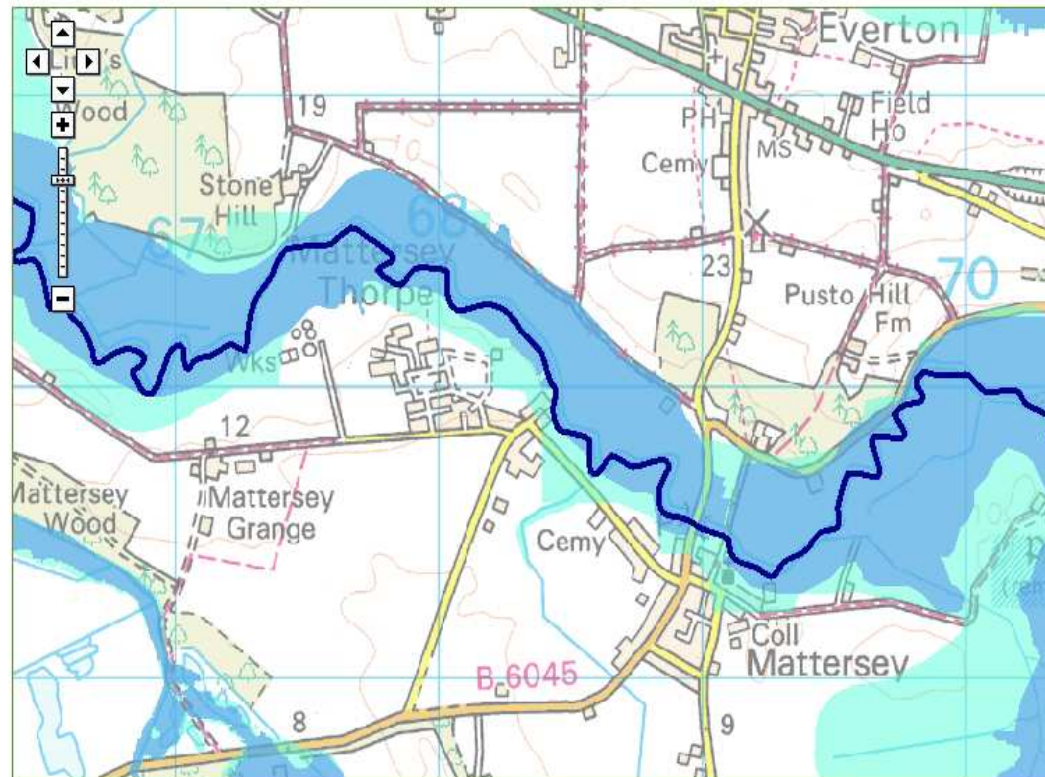 Everton
Wood
19
Field
Ho
PH
MS
Cemy
Stone
Hill
67
68
Mattersey
Thorpe
23
70
Pusto Hill
Fm
Wks
12
Mattersey
Wood
Mattersey
Grange
Cemy
Coll
Mattersey
B 6045
8
9